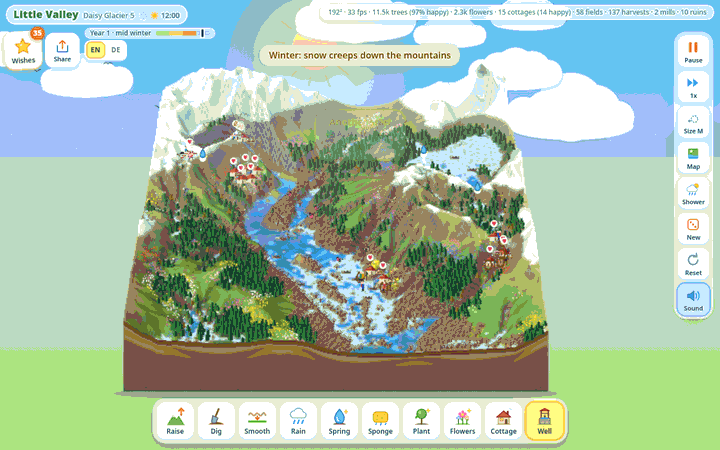 Little Valley Daisy Glacier 5 12:00
192² · 33 fps · 11.5k trees (97% happy) · 2.3k flowers · 15 cottages (14 happy) · 58 fields · 137 harvests · 2 mills · 10 ruins
35
Wishes
Share
Year 1 · mid winter
EN DE
Winter: snow creeps down the mountains
Pause
1x
Size M
Map
Shower
New
Reset
Sound
Raise Dig Smooth Rain Spring Sponge Plant Flowers Cottage Well